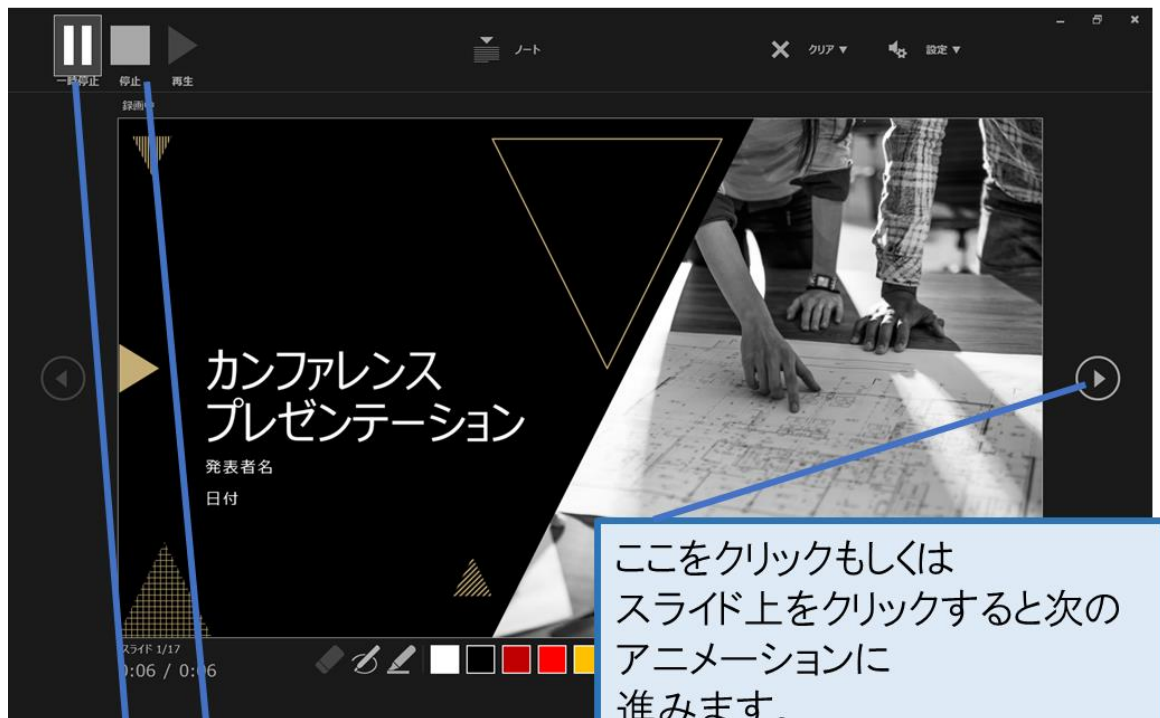 ノート
クリア ▼
設定 ▼
一時停止
停止
再生
録画中
カンファレンス
プレゼンテーション
発表者名
日付
ここをクリックもしくは
スライド上をクリックすると次の
アニメーションに
進みます。
スライド 1/17
0:06 / 0:06